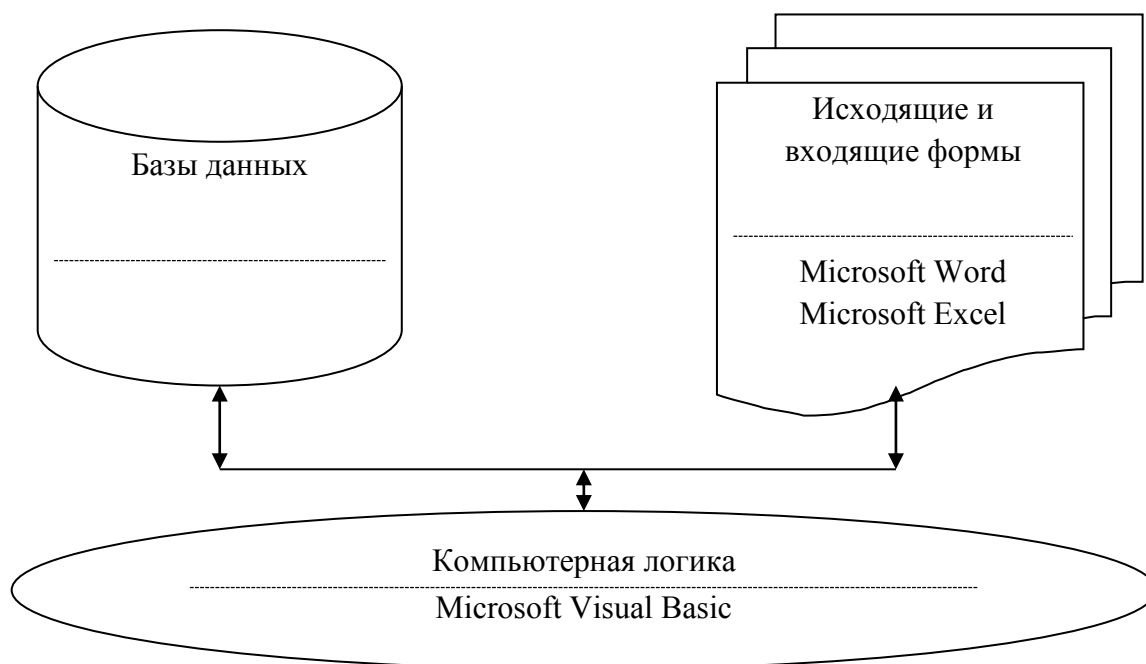 Базы данных
Исходящие и
входящие формы
Microsoft Word
Microsoft Excel
Компьютерная логика
Microsoft Visual Basic